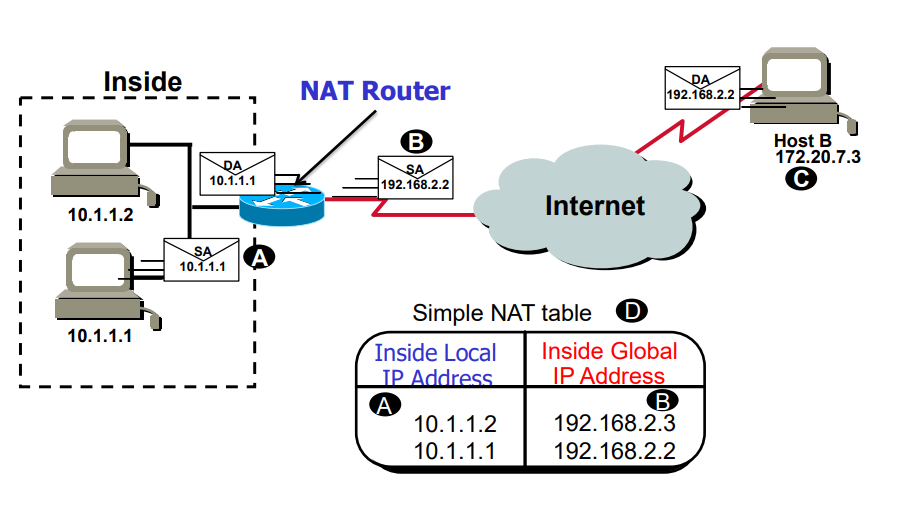 Inside
NAT Router
DA
192.168.2.2
Host B
172.20.7.3
C
B
SA
192.168.2.2
DA
10.1.1.1
10.1.1.2
Internet
SA
10.1.1.1
A
10.1.1.1
Simple NAT table D
Inside Local Inside Global
IP Address IP Address
A B
10.1.1.2 192.168.2.3
10.1.1.1 192.168.2.2